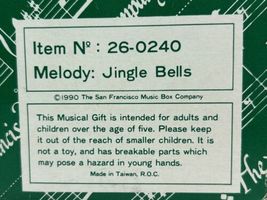 Item Nº : 26-0240
Melody: Jingle Bells
©1990 The San Francisco Music Box Company
This Musical Gift is intended for adults and
children over the age of five. Please keep
it out of the reach of smaller children. It is
not a toy, and has breakable parts which
may pose a hazard in young hands.
Made in Taiwan, R.O.C.